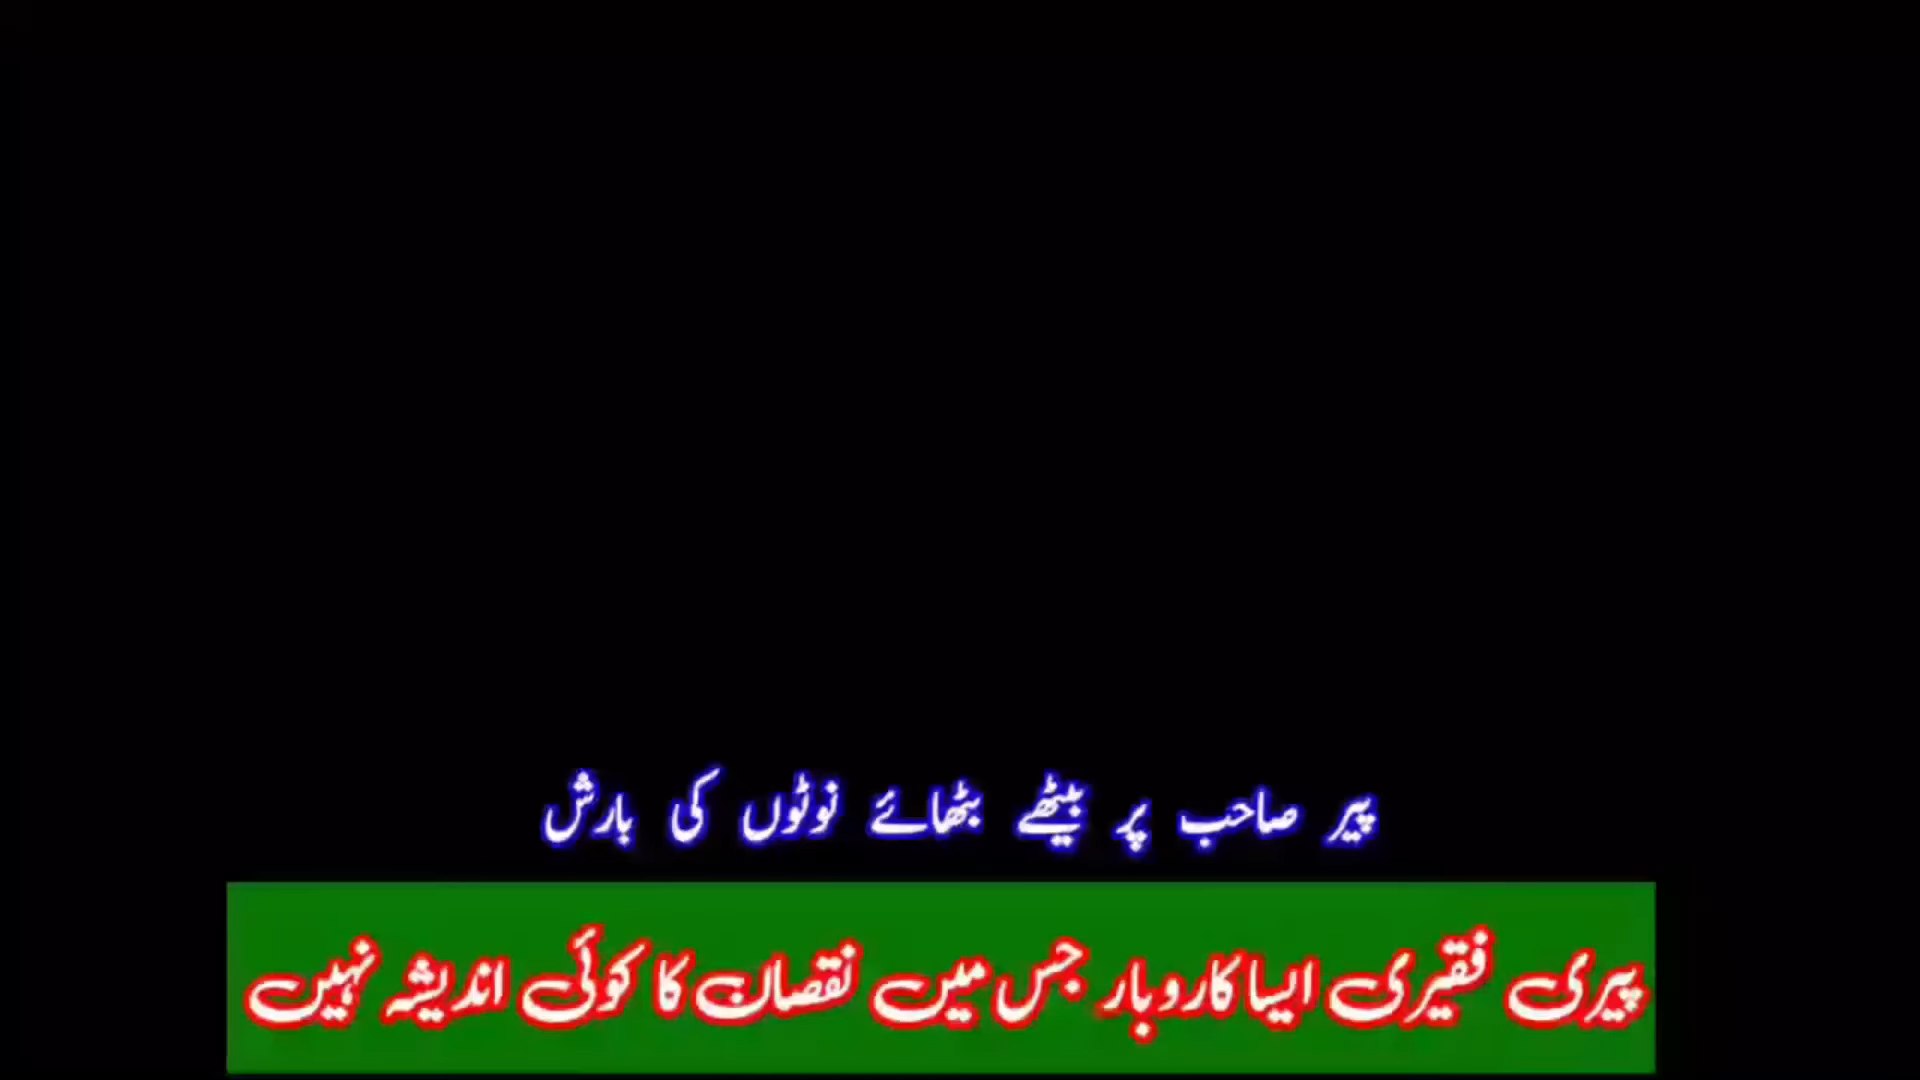 پیر صاحب پر بیٹھے بٹھائے نوٹوں کی بارش
پیری فقیری ایسا کاروبار جس میں نقصان کا کوئی اندیشہ نہیں